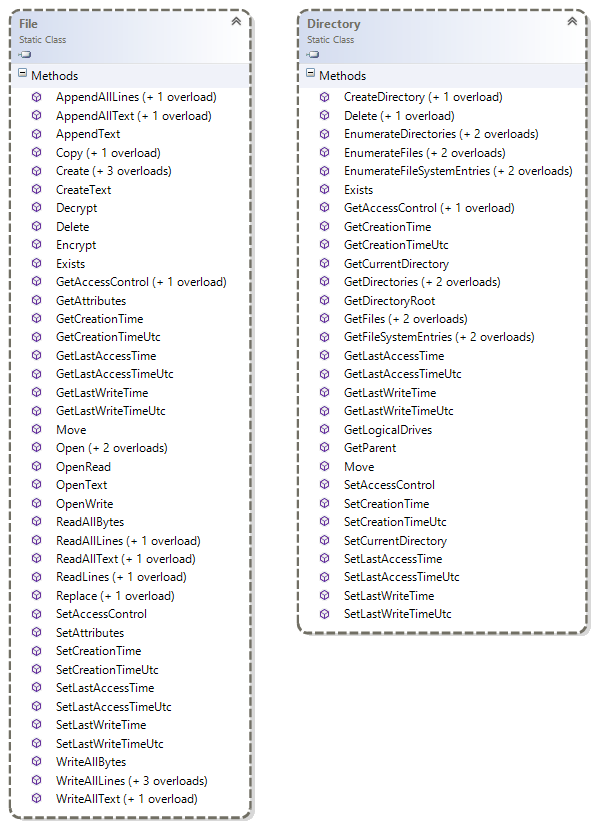 File
Static Class
Methods
AppendAllLines (+ 1 overload)
AppendAllText (+ 1 overload)
AppendText
Copy (+ 1 overload)
Create (+ 3 overloads)
CreateText
Decrypt
Delete
Encrypt
Exists
GetAccessControl (+ 1 overload)
GetAttributes
GetCreationTime
GetCreationTimeUtc
GetLastAccessTime
GetLastAccessTimeUtc
GetLastWriteTime
GetLastWriteTimeUtc
Move
Open (+ 2 overloads)
OpenRead
OpenText
OpenWrite
ReadAllBytes
ReadAllLines (+ 1 overload)
ReadAllText (+ 1 overload)
ReadLines (+ 1 overload)
Replace (+ 1 overload)
SetAccessControl
SetAttributes
SetCreationTime
SetCreationTimeUtc
SetLastAccessTime
SetLastAccessTimeUtc
SetLastWriteTime
SetLastWriteTimeUtc
WriteAllBytes
WriteAllLines (+ 3 overloads)
WriteAllText (+ 1 overload)
Directory
Static Class
Methods
CreateDirectory (+ 1 overload)
Delete (+ 1 overload)
EnumerateDirectories (+ 2 overloads)
EnumerateFiles (+ 2 overloads)
EnumerateFileSystemEntries (+ 2 overloads)
Exists
GetAccessControl (+ 1 overload)
GetCreationTime
GetCreationTimeUtc
GetCurrentDirectory
GetDirectories (+ 2 overloads)
GetDirectoryRoot
GetFiles (+ 2 overloads)
GetFileSystemEntries (+ 2 overloads)
GetLastAccessTime
GetLastAccessTimeUtc
GetLastWriteTime
GetLastWriteTimeUtc
GetLogicalDrives
GetParent
Move
SetAccessControl
SetCreationTime
SetCreationTimeUtc
SetCurrentDirectory
SetLastAccessTime
SetLastAccessTimeUtc
SetLastWriteTime
SetLastWriteTimeUtc